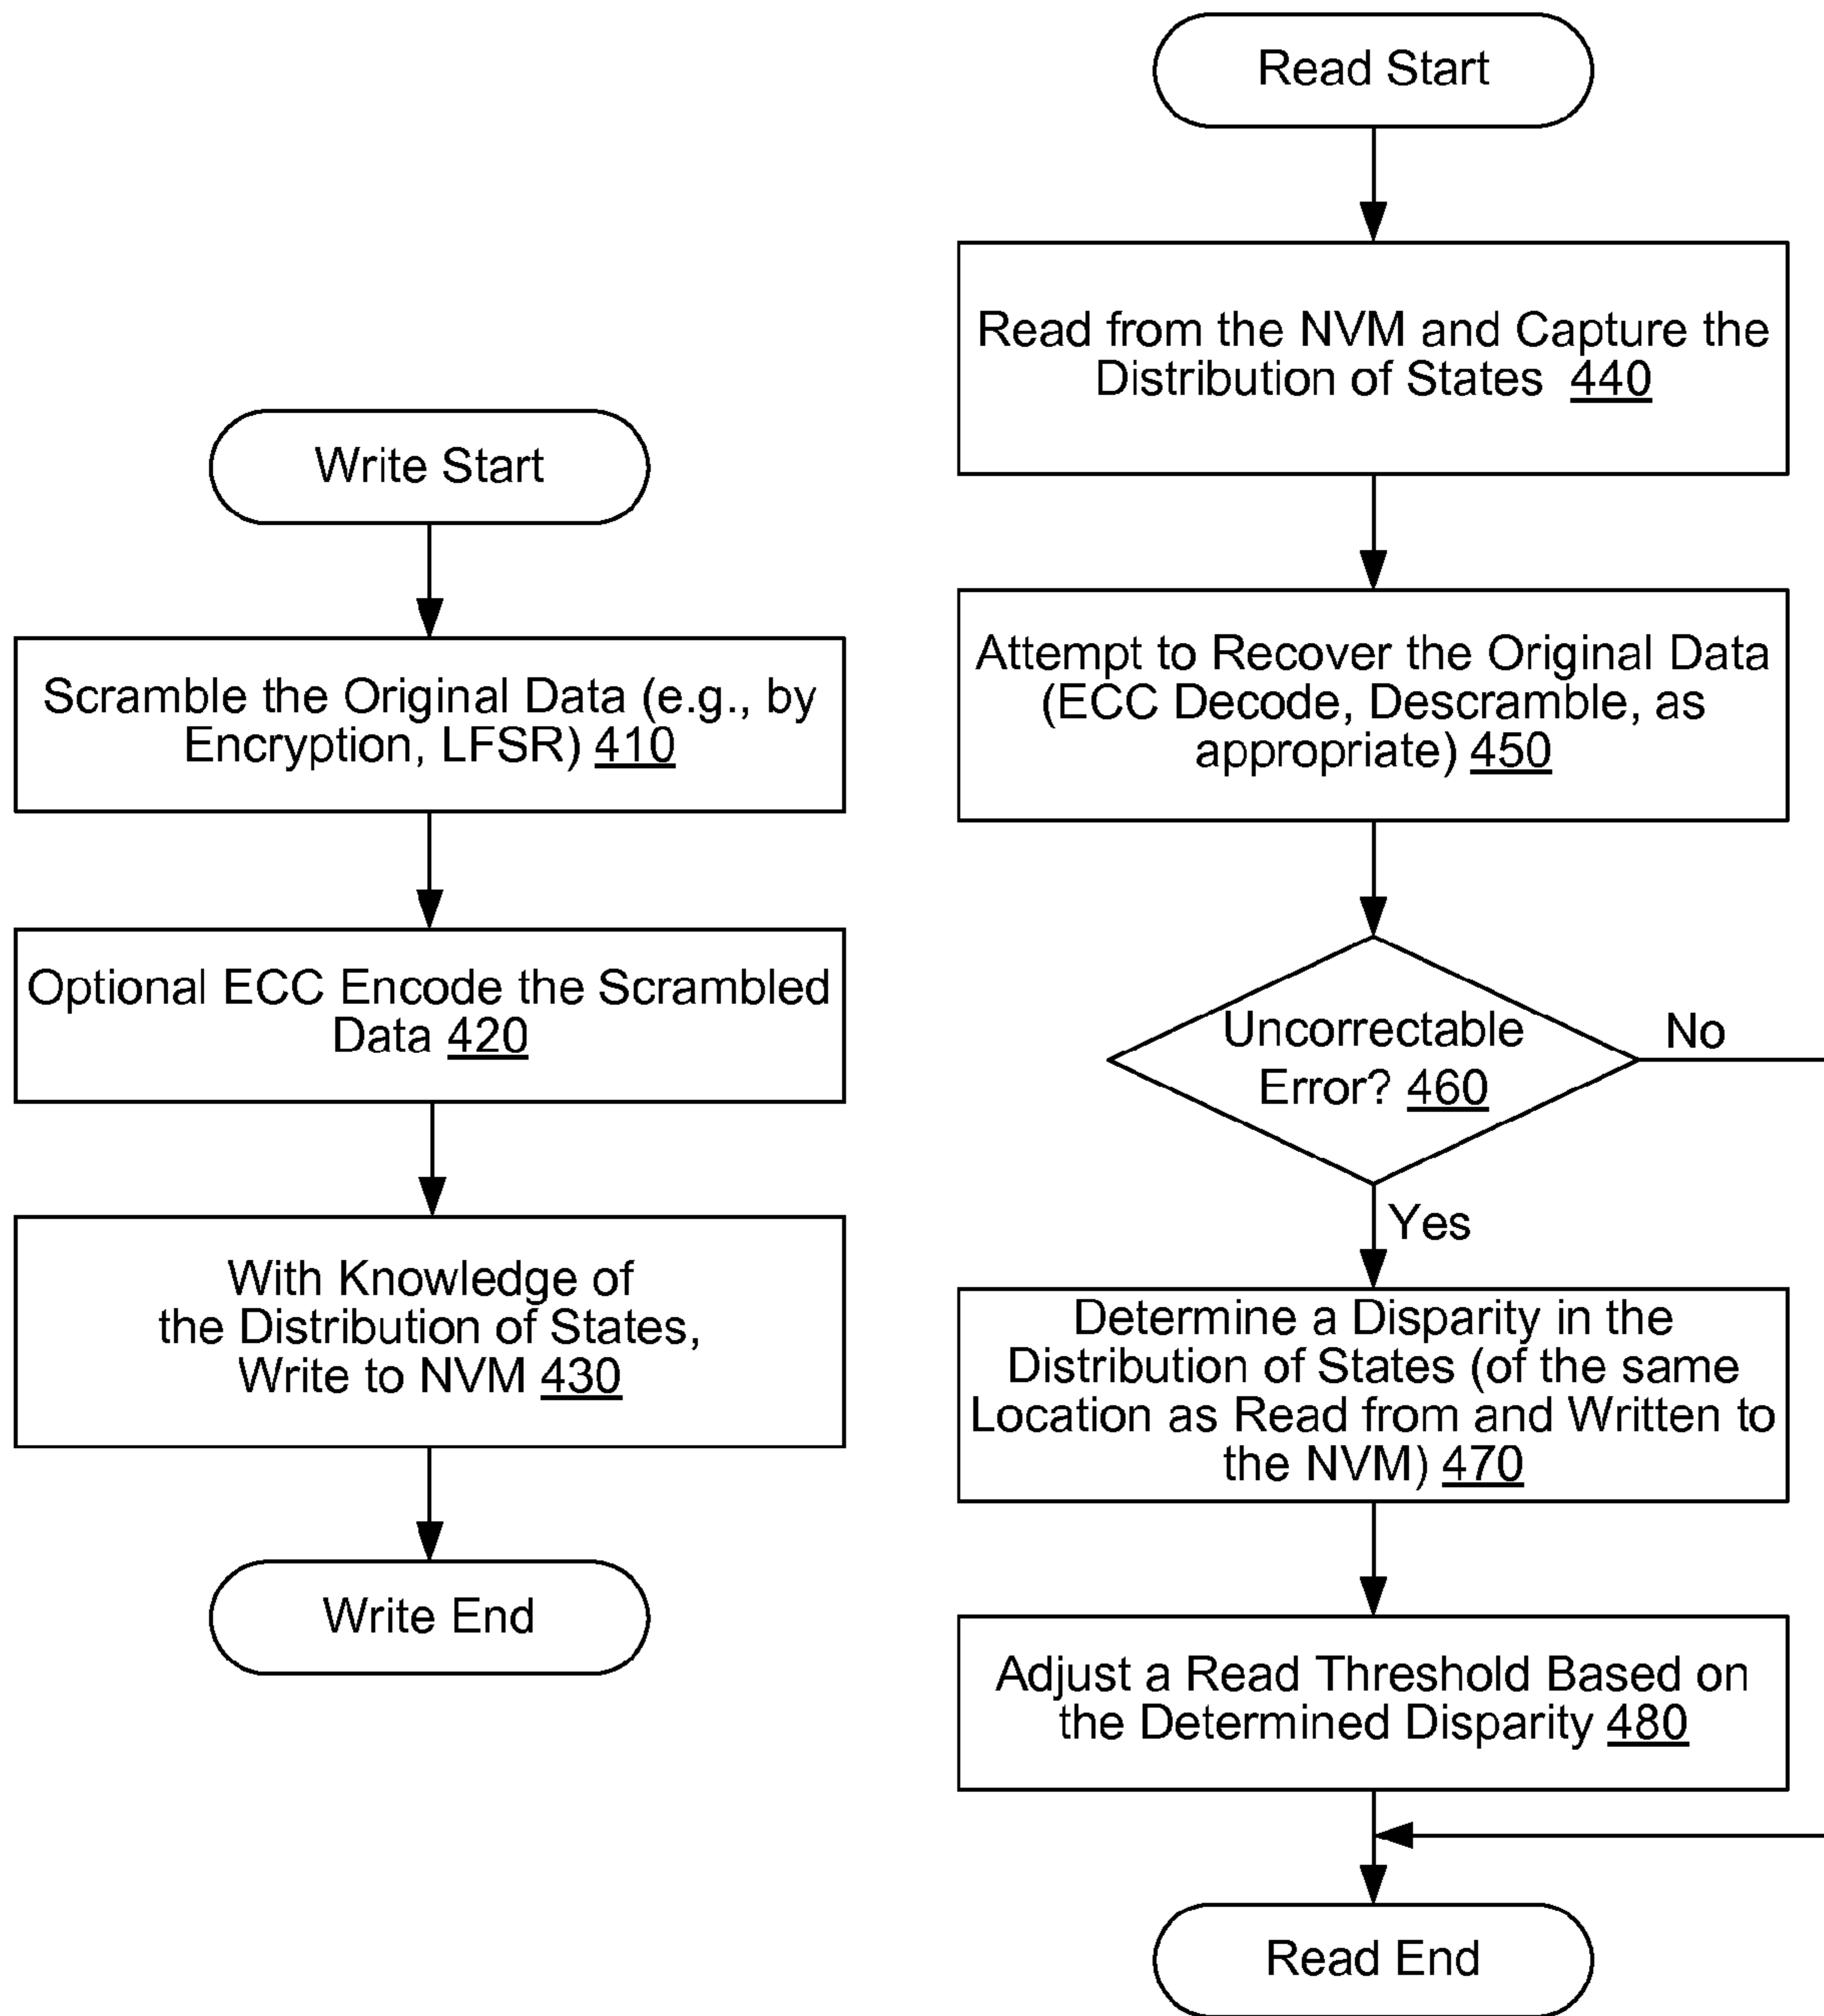 Write Start
Scramble the Original Data (e.g., by
Encryption, LFSR) 410
Optional ECC Encode the Scrambled
Data 420
With Knowledge of
the Distribution of States,
Write to NVM 430
Write End
Read Start
Read from the NVM and Capture the
Distribution of States 440
Attempt to Recover the Original Data
(ECC Decode, Descramble, as
appropriate) 450
Uncorrectable
Error? 460
No
Yes
Determine a Disparity in the
Distribution of States (of the same
Location as Read from and Written to
the NVM) 470
Adjust a Read Threshold Based on
the Determined Disparity 480
Read End